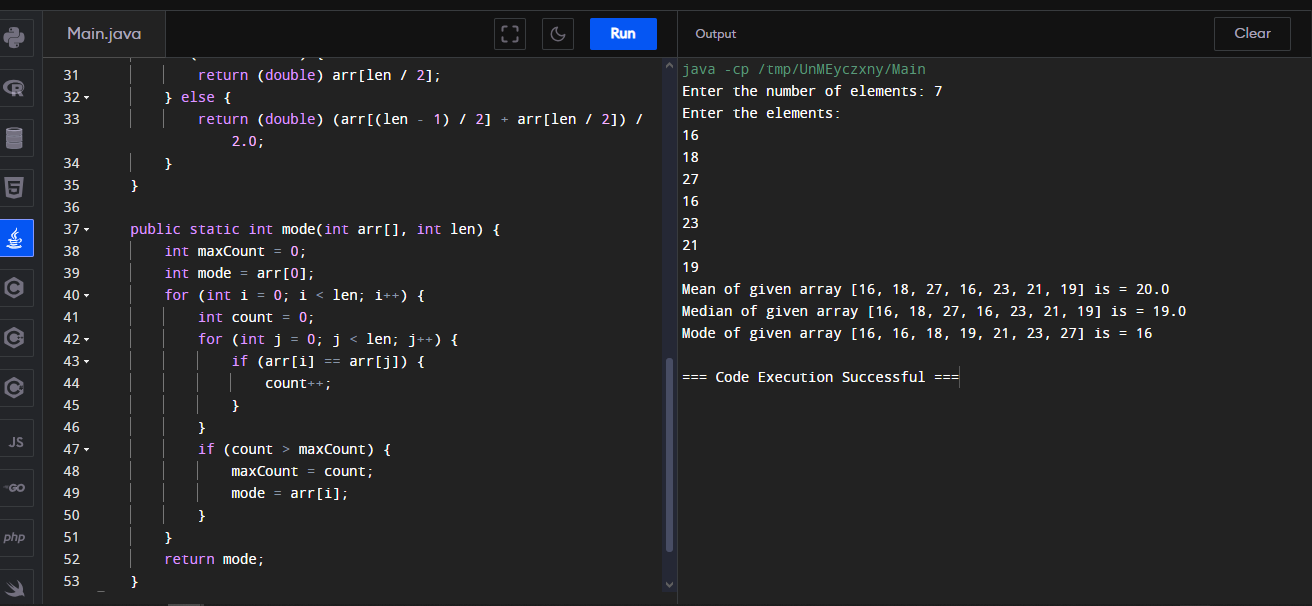 Main.java
Run
31 return (double) arr[len / 2];
32 } else {
33 return (double) (arr[(len - 1) / 2] + arr[len / 2]) /
2.0;
34 }
35 }
36
37 public static int mode(int arr[], int len) {
38 int maxCount = 0;
39 int mode = arr[0];
40 for (int i = 0; i < len; i++) {
41 int count = 0;
42 for (int j = 0; j < len; j++) {
43 if (arr[i] == arr[j]) {
44 count++;
45 }
46 }
47 if (count > maxCount) {
48 maxCount = count;
49 mode = arr[i];
50 }
51 }
52 return mode;
53 }
JS
GO
php
Output
Clear
java -cp /tmp/UnMEyczxny/Main
Enter the number of elements: 7
Enter the elements:
16
18
27
16
23
21
19
Mean of given array [16, 18, 27, 16, 23, 21, 19] is = 20.0
Median of given array [16, 18, 27, 16, 23, 21, 19] is = 19.0
Mode of given array [16, 16, 18, 19, 21, 23, 27] is = 16
=== Code Execution Successful ===